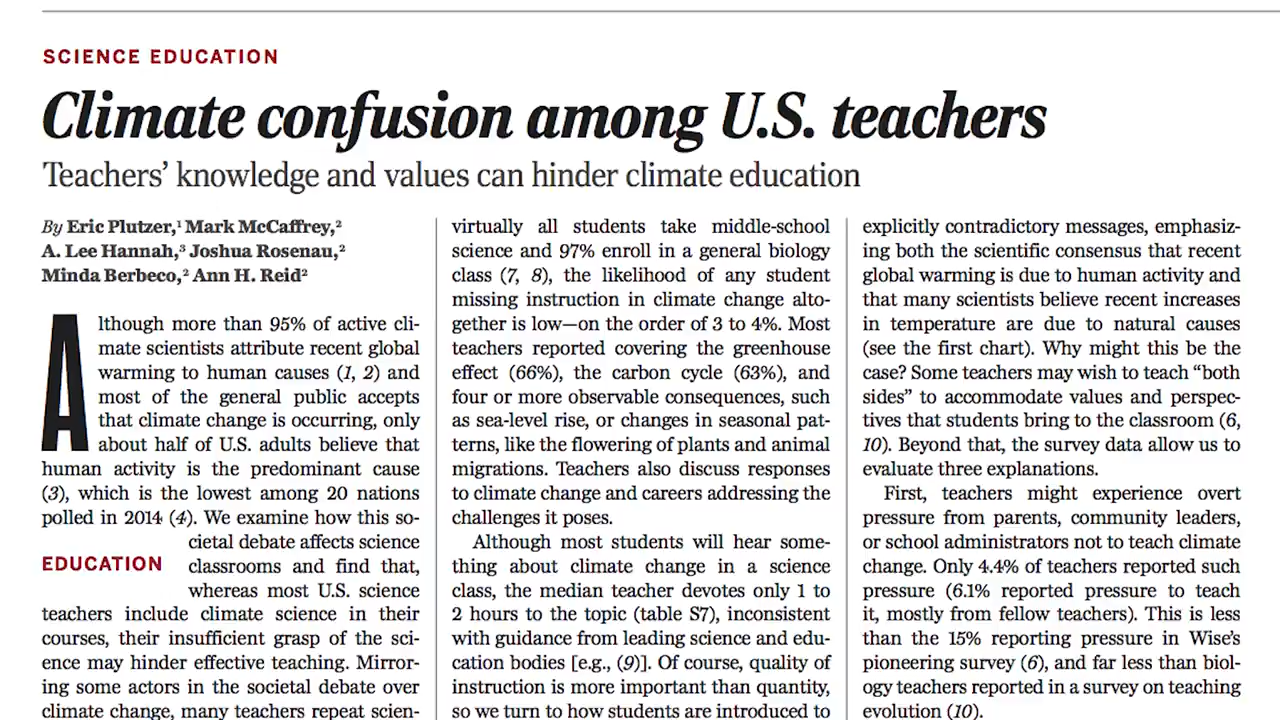 SCIENCE EDUCATION
Climate confusion among U.S. teachers
Teachers’ knowledge and values can hinder climate education
By Eric Plutzer,¹ Mark McCaffrey,²
A. Lee Hannah,³ Joshua Rosenau,²
Minda Berbeco,² Ann H. Reid²
Although more than 95% of active cli-
mate scientists attribute recent global
warming to human causes (1, 2) and
most of the general public accepts
that climate change is occurring, only
about half of U.S. adults believe that
human activity is the predominant cause
(3), which is the lowest among 20 nations
polled in 2014 (4). We examine how this so-
cietal debate affects science
EDUCATION
classrooms and find that,
whereas most U.S. science
teachers include climate science in their
courses, their insufficient grasp of the sci-
ence may hinder effective teaching. Mirror-
ing some actors in the societal debate over
climate change, many teachers repeat scien-
virtually all students take middle-school
science and 97% enroll in a general biology
class (7, 8), the likelihood of any student
missing instruction in climate change alto-
gether is low—on the order of 3 to 4%. Most
teachers reported covering the greenhouse
effect (66%), the carbon cycle (63%), and
four or more observable consequences, such
as sea-level rise, or changes in seasonal pat-
terns, like the flowering of plants and animal
migrations. Teachers also discuss responses
to climate change and careers addressing the
challenges it poses.
Although most students will hear some-
thing about climate change in a science
class, the median teacher devotes only 1 to
2 hours to the topic (table S7), inconsistent
with guidance from leading science and edu-
cation bodies [e.g., (9)]. Of course, quality of
instruction is more important than quantity,
so we turn to how students are introduced to
explicitly contradictory messages, emphasiz-
ing both the scientific consensus that recent
global warming is due to human activity and
that many scientists believe recent increases
in temperature are due to natural causes
(see the first chart). Why might this be the
case? Some teachers may wish to teach “both
sides” to accommodate values and perspec-
tives that students bring to the classroom (6,
10). Beyond that, the survey data allow us to
evaluate three explanations.
First, teachers might experience overt
pressure from parents, community leaders,
or school administrators not to teach climate
change. Only 4.4% of teachers reported such
pressure (6.1% reported pressure to teach
it, mostly from fellow teachers). This is less
than the 15% reporting pressure in Wise’s
pioneering survey (6), and far less than biol-
ogy teachers reported in a survey on teaching
evolution (10).